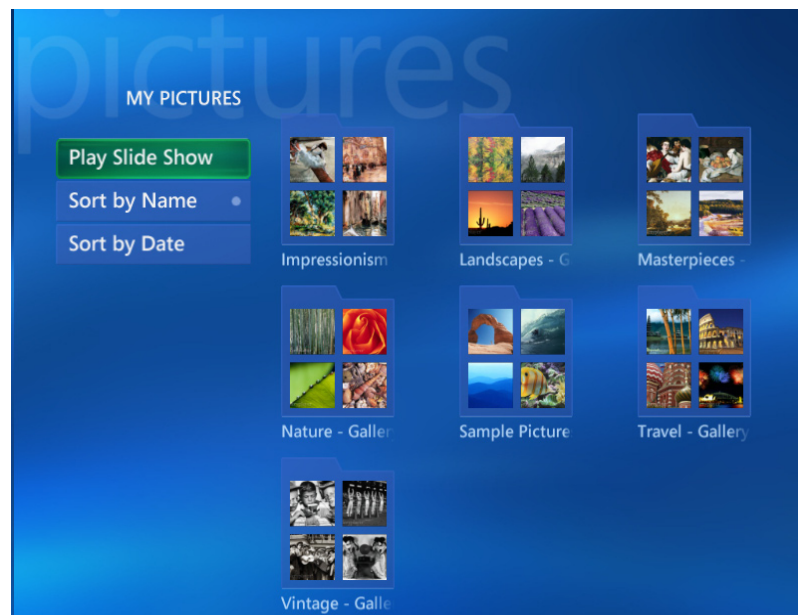 pictures
MY PICTURES
Play Slide Show
Sort by Name
Sort by Date
Impressionism
Landscapes - G
Masterpieces -
Nature - Galler
Sample Picture
Travel - Gallery
Vintage - Galle